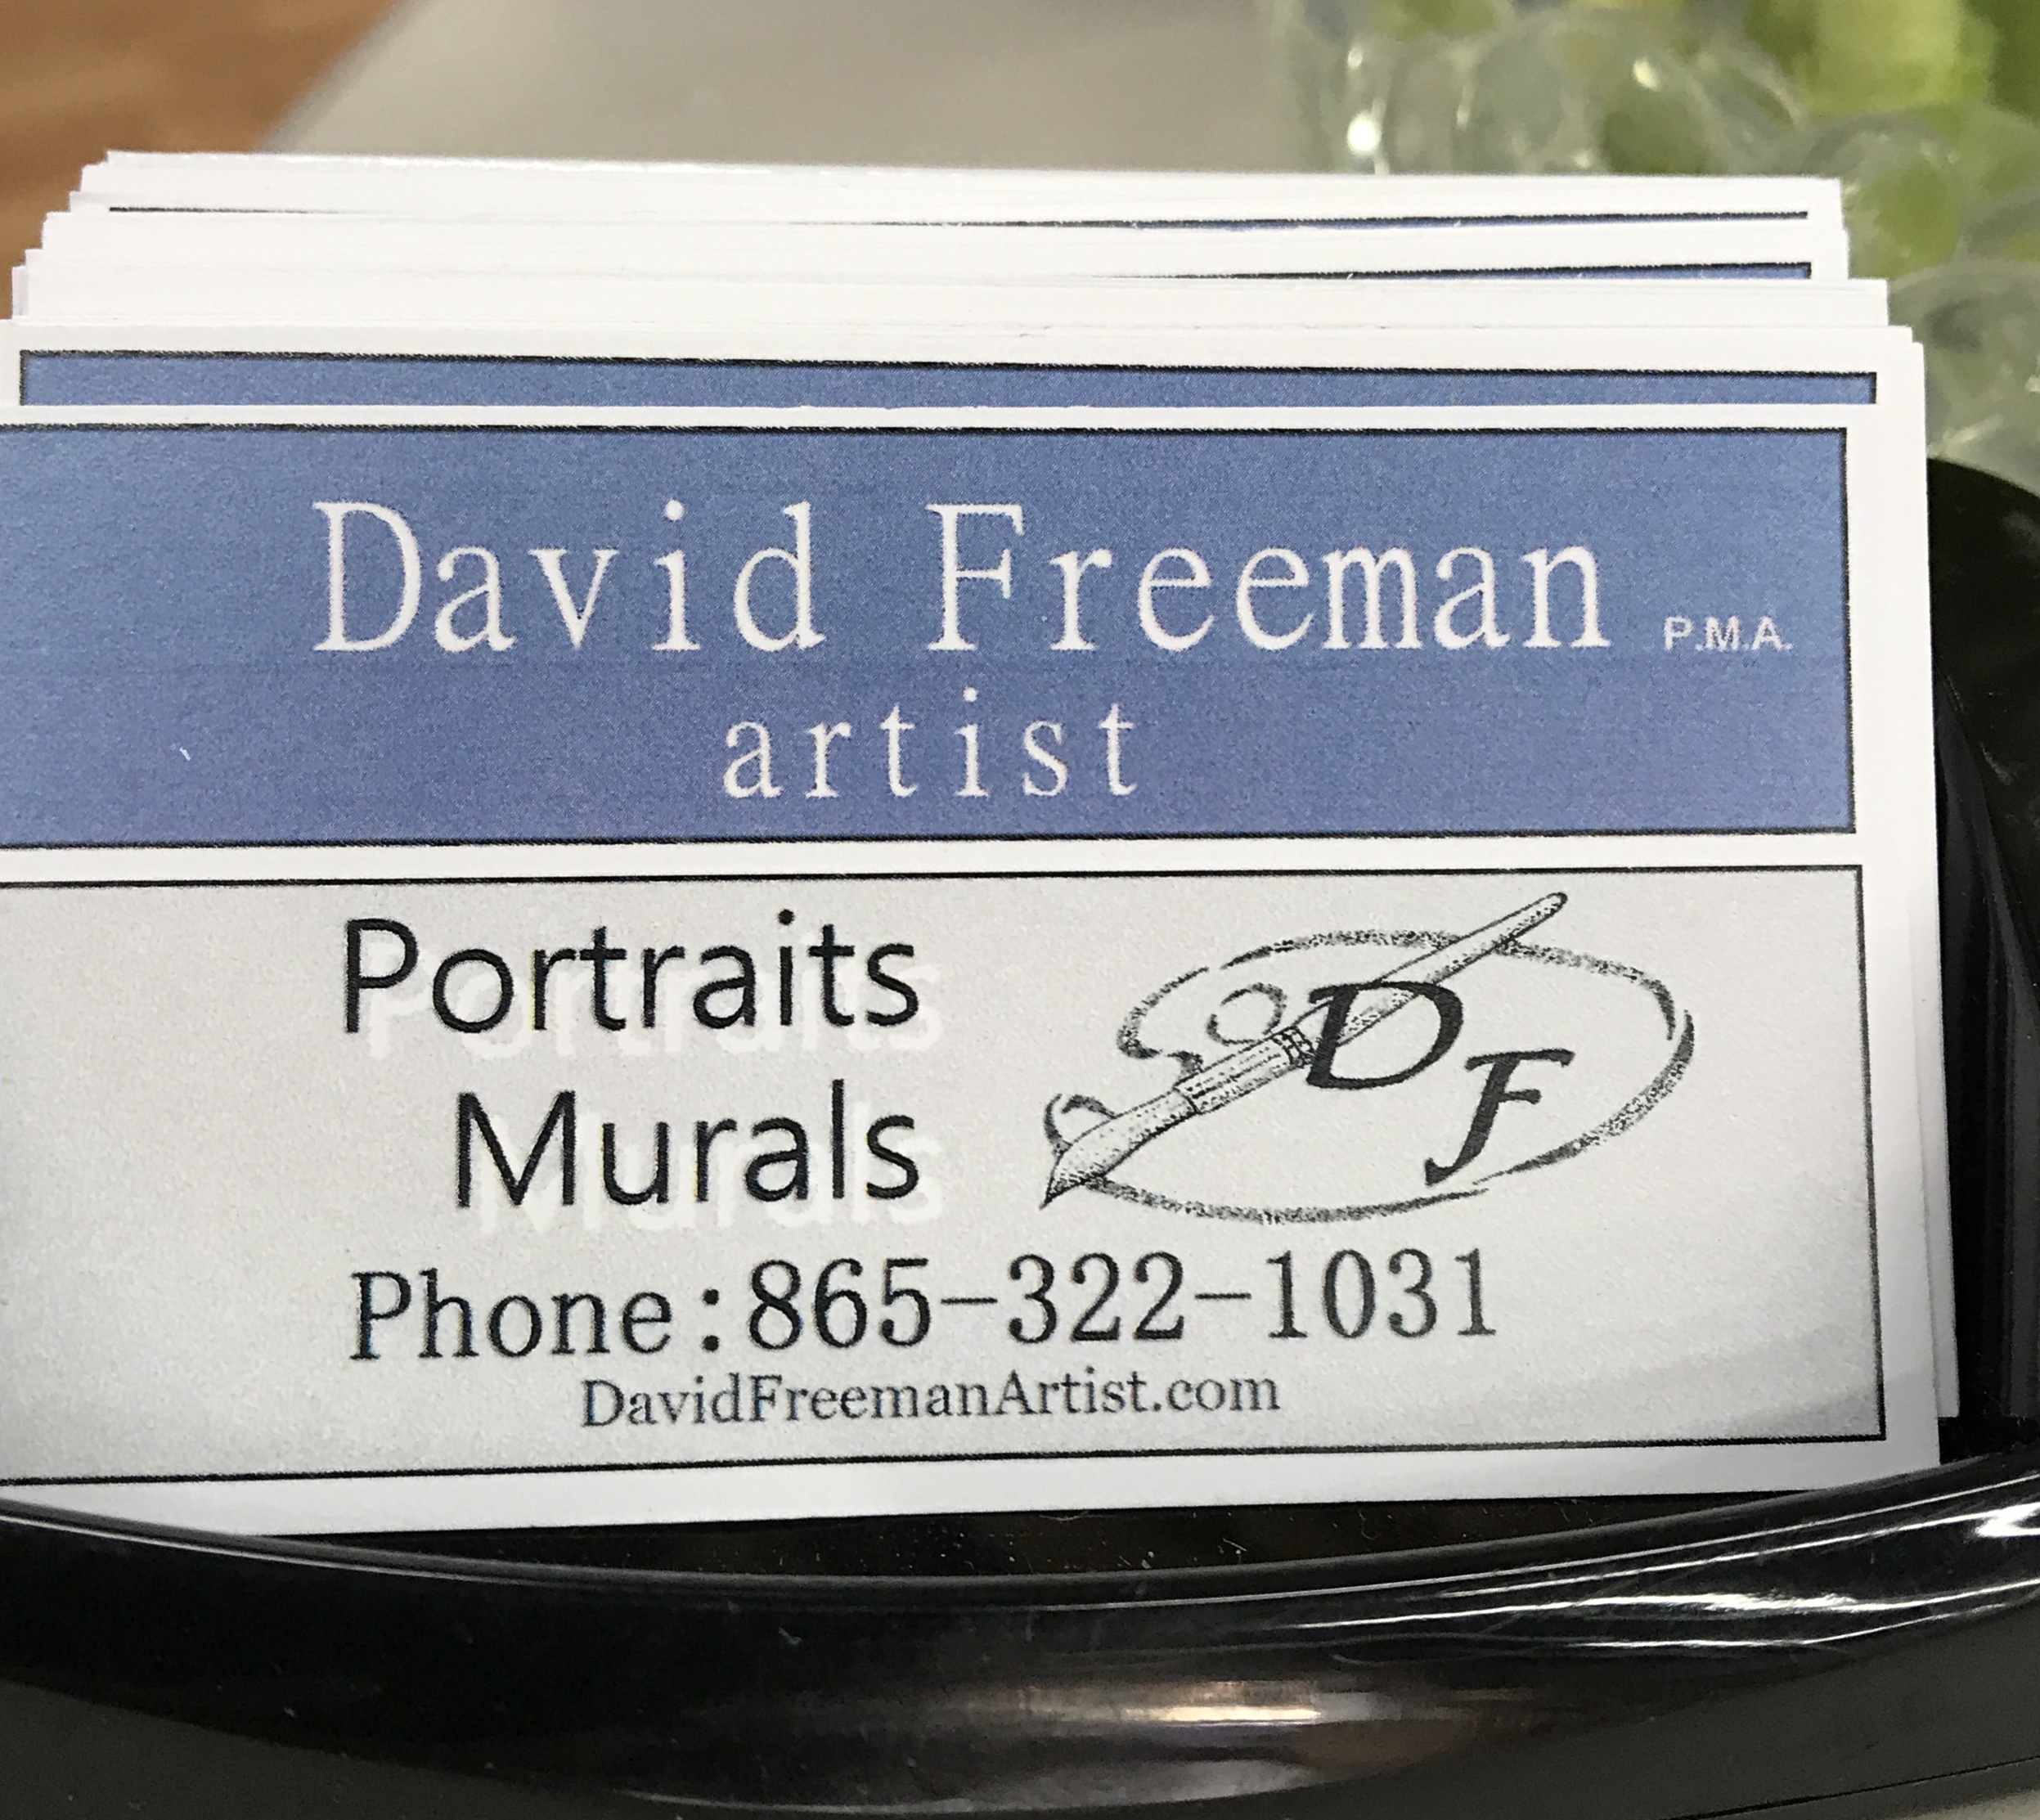 David Freeman P.M.A.
artist
Portraits
Murals
DF
Phone:865-322-1031
DavidFreemanArtist.com